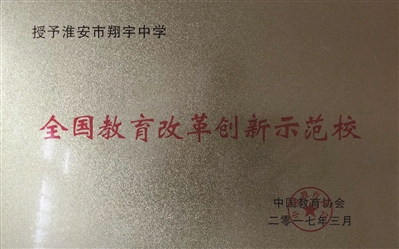 授予淮安市翔宇中学
全国教育改革创新示范校
中国教育协会
二〇一七年三月